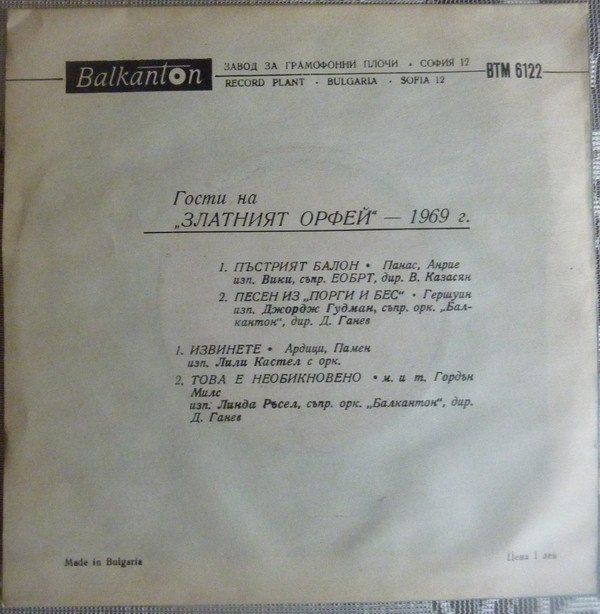 Balkanton
ЗАВОД ЗА ГРАМОФОННИ ПЛОЧИ · СОФИЯ 12
RECORD PLANT · BULGARIA · SOFIA 12
ВТМ 6122
Гости на
„ЗЛАТНИЯТ ОРФЕЙ“ — 1969 г.
1. ПЪСТРИЯТ БАЛОН • Панас, Анрие
изп. Вики, съпр. ЕОБРТ, дир. В. Казасян
2. ПЕСЕН ИЗ „ПОРГИ И БЕС“ • Гершуин
изп. Джордж Гудман, съпр. орк. „Бал-
кантон“, дир. Д. Ганев
1. ИЗВИНЕТЕ • Ардици, Памен
изп. Лили Кастел с орк.
2. ТОВА Е НЕОБИКНОВЕНО • м. и т. Гордън
Милс
изп. Линда Ръсел, съпр. орк. „Балкантон“, дир.
Д. Ганев
Made in Bulgaria
Цена 1 лев